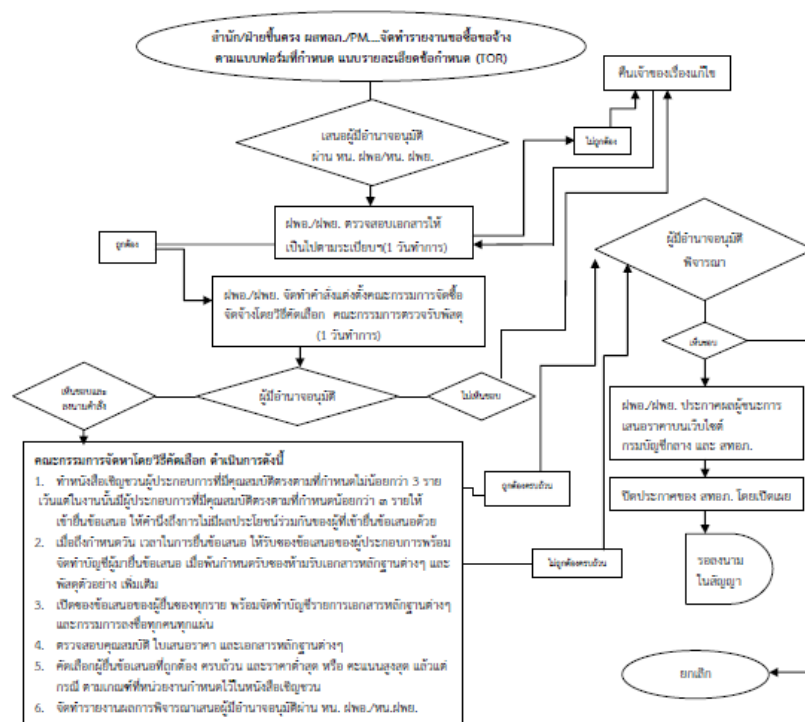 สำนัก/ฝ่ายขึ้นตรง ผสทอภ./PM....จัดทำรายงานขอซื้อขอจ้าง
ตามแบบฟอร์มที่กำหนด แนบรายละเอียดข้อกำหนด (TOR)
คืนเจ้าของเรื่องแก้ไข
เสนอผู้มีอำนาจอนุมัติ
ผ่าน หน. ฝพอ/หน. ฝพย.
ไม่ถูกต้อง
ฝพอ./ฝพย. ตรวจสอบเอกสารให้
เป็นไปตามระเบียบฯ(1 วันทำการ)
ถูกต้อง
ผู้มีอำนาจอนุมัติ
พิจารณา
ฝพอ./ฝพย. จัดทำคำสั่งแต่งตั้งคณะกรรมการจัดซื้อ
จัดจ้างโดยวิธีคัดเลือก คณะกรรมการตรวจรับพัสดุ
(1 วันทำการ)
เห็นชอบ
เห็นชอบและ
ลงนามคำสั่ง
ผู้มีอำนาจอนุมัติ
ไม่เห็นชอบ
ฝพอ./ฝพย. ประกาศผลผู้ชนะการ
เสนอราคาบนเว็บไซต์
กรมบัญชีกลาง และ สทอภ.
คณะกรรมการจัดหาโดยวิธีคัดเลือก ดำเนินการดังนี้
1. ทำหนังสือเชิญชวนผู้ประกอบการที่มีคุณสมบัติตรงตามที่กำหนดไม่น้อยกว่า 3 ราย
เว้นแต่ในงานนั้นมีผู้ประกอบการที่มีคุณสมบัติตรงตามที่กำหนดน้อยกว่า ๓ รายให้
เข้ายื่นข้อเสนอ ให้คำนึงถึงการไม่มีผลประโยชน์ร่วมกันของผู้ที่เข้ายื่นข้อเสนอด้วย
2. เมื่อถึงกำหนดวัน เวลาในการยื่นข้อเสนอ ให้รับซองข้อเสนอของผู้ประกอบการพร้อม
จัดทำบัญชีผู้มายื่นข้อเสนอ เมื่อพ้นกำหนดรับซองห้ามรับเอกสารหลักฐานต่างๆ และ
พัสดุตัวอย่าง เพิ่มเติม
3. เปิดซองข้อเสนอของผู้ยื่นซองทุกราย พร้อมจัดทำบัญชีรายการเอกสารหลักฐานต่างๆ
และกรรมการลงชื่อทุกคนทุกแผ่น
4. ตรวจสอบคุณสมบัติ ใบเสนอราคา และเอกสารหลักฐานต่างๆ
5. คัดเลือกผู้ยื่นข้อเสนอที่ถูกต้อง ครบถ้วน และราคาต่ำสุด หรือ คะแนนสูงสุด แล้วแต่
กรณี ตามเกณฑ์ที่หน่วยงานกำหนดไว้ในหนังสือเชิญชวน
6. จัดทำรายงานผลการพิจารณาเสนอผู้มีอำนาจอนุมัติผ่าน หน. ฝพอ./หน.ฝพย.
ถูกต้องครบถ้วน
ไม่ถูกต้องครบถ้วน
ปิดประกาศของ สทอภ. โดยเปิดเผย
รอลงนาม
ในสัญญา
ยกเลิก